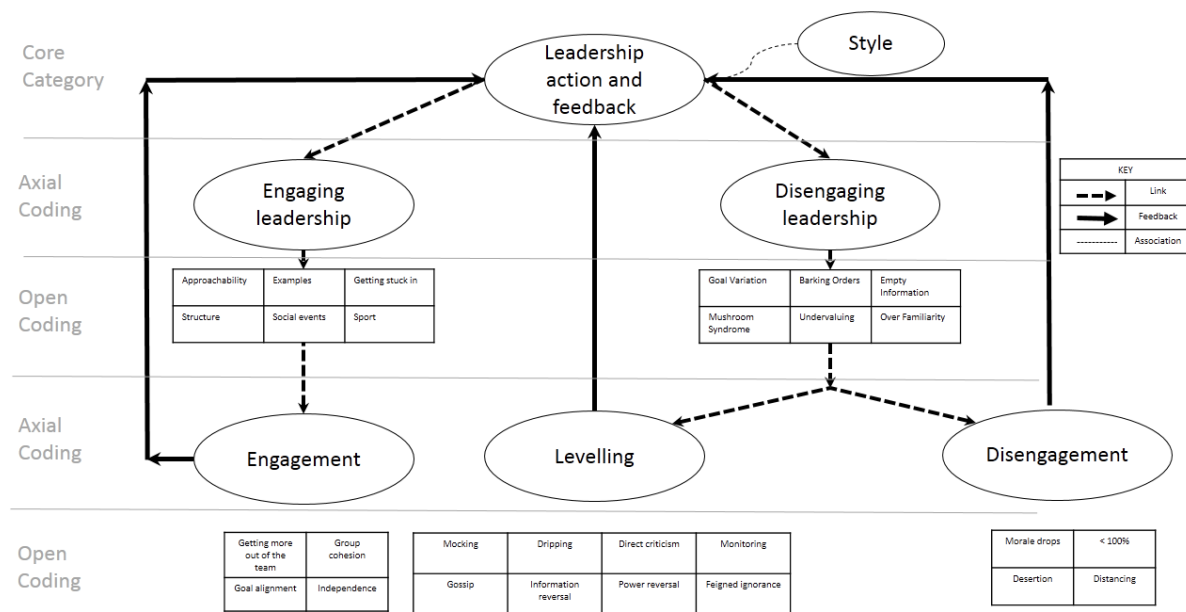 Core
Category
Leadership
action and
feedback
Style
Axial
Coding
Engaging
leadership
Disengaging
leadership
KEY
Link
Feedback
Association
Open
Coding
Approachability
Examples
Getting stuck in
Structure
Social events
Sport
Goal Variation
Barking Orders
Empty
Information
Mushroom
Syndrome
Undervaluing
Over Familiarity
Axial
Coding
Engagement
Levelling
Disengagement
Open
Coding
Getting more
out of the
team
Group
cohesion
Goal alignment
Independence
Mocking
Dripping
Direct criticism
Monitoring
Gossip
Information
reversal
Power reversal
Feigned ignorance
Morale drops
< 100%
Desertion
Distancing